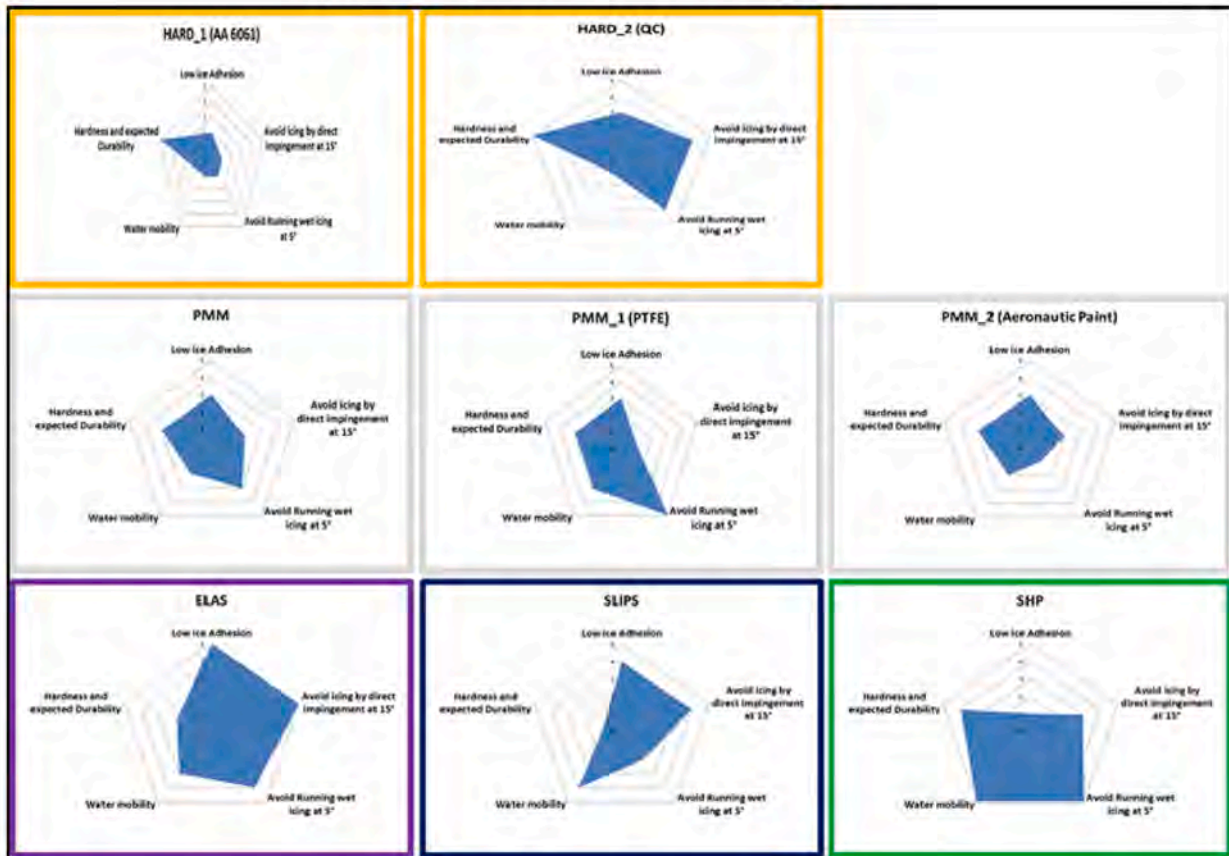 HARD_1 (AA 6061)
Low ice Adhesion
Hardness and expected
Durability
Avoid Icing by direct
impingement at 15°
Water mobility
Avoid Running wet icing
at 5°
HARD_2 (QC)
Low ice Adhesion
Hardness and
expected Durability
Avoid Icing by direct
impingement at 15°
Water mobility
Avoid Running wet
icing at 5°
PMM
Low ice Adhesion
Hardness and
expected Durability
Avoid Icing by
direct impingement
at 15°
Water mobility
Avoid Running wet
icing at 5°
PMM_1 (PTFE)
Low ice Adhesion
Hardness and
expected Durability
Avoid Icing by
direct impingement
at 15°
Water mobility
Avoid Running wet
icing at 5°
PMM_2 (Aeronautic Paint)
Low ice Adhesion
Hardness and
expected Durability
Avoid Icing by direct
impingement at 15°
Water mobility
Avoid Running wet
icing at 5°
ELAS
Low ice Adhesion
Hardness and
expected Durability
Avoid icing by direct
impingement at 15°
Water mobility
Avoid Running wet
icing at 5°
SLIPS
Low ice Adhesion
Hardness and
expected Durability
Avoid Icing by
direct impingement
at 15°
Water mobility
Avoid Running wet
icing at 5°
SHP
Low ice Adhesion
Hardness and
expected Durability
Avoid Icing by
direct impingement
at 15°
Water mobility
Avoid Running wet
icing at 5°